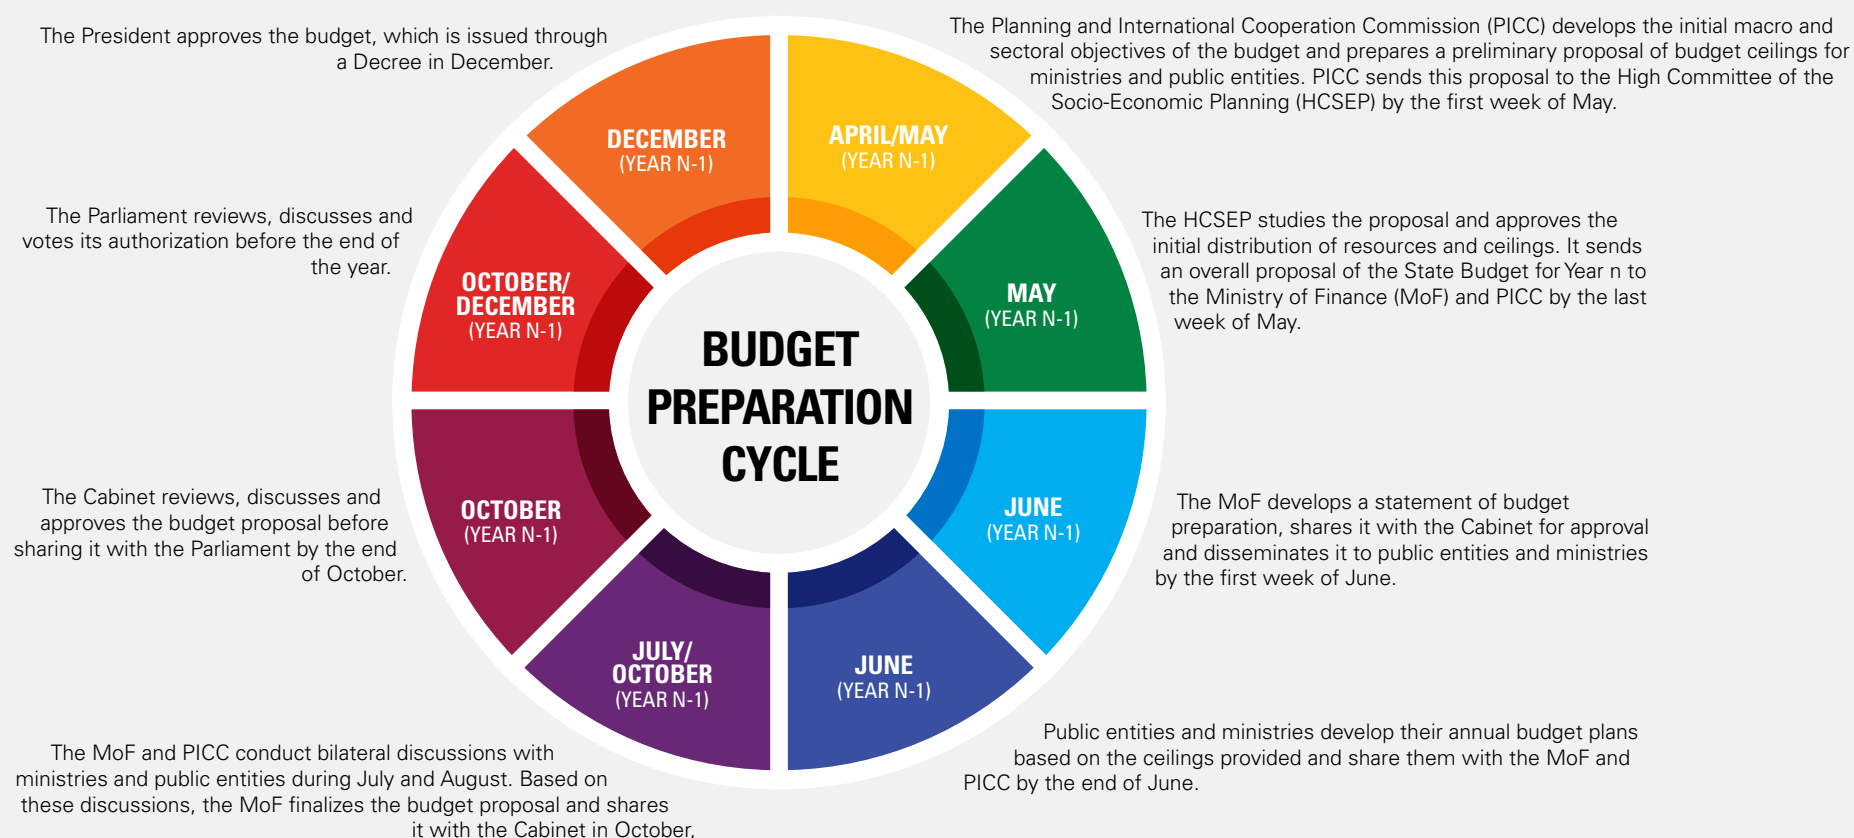 BUDGET
PREPARATION
CYCLE
APRIL/MAY
(YEAR N-1)
The Planning and International Cooperation Commission (PICC) develops the initial macro and
sectoral objectives of the budget and prepares a preliminary proposal of budget ceilings for
ministries and public entities. PICC sends this proposal to the High Committee of the
Socio-Economic Planning (HCSEP) by the first week of May.
MAY
(YEAR N-1)
The HCSEP studies the proposal and approves the
initial distribution of resources and ceilings. It sends
an overall proposal of the State Budget for Year n to
the Ministry of Finance (MoF) and PICC by the last
week of May.
JUNE
(YEAR N-1)
The MoF develops a statement of budget
preparation, shares it with the Cabinet for approval
and disseminates it to public entities and ministries
by the first week of June.
JUNE
(YEAR N-1)
Public entities and ministries develop their annual budget plans
based on the ceilings provided and share them with the MoF and
PICC by the end of June.
JULY/
OCTOBER
(YEAR N-1)
The MoF and PICC conduct bilateral discussions with
ministries and public entities during July and August. Based on
these discussions, the MoF finalizes the budget proposal and shares
it with the Cabinet in October,
OCTOBER
(YEAR N-1)
The Cabinet reviews, discusses and
approves the budget proposal before
sharing it with the Parliament by the end
of October.
OCTOBER/
DECEMBER
(YEAR N-1)
The Parliament reviews, discusses and
votes its authorization before the end of
the year.
DECEMBER
(YEAR N-1)
The President approves the budget, which is issued through
a Decree in December.